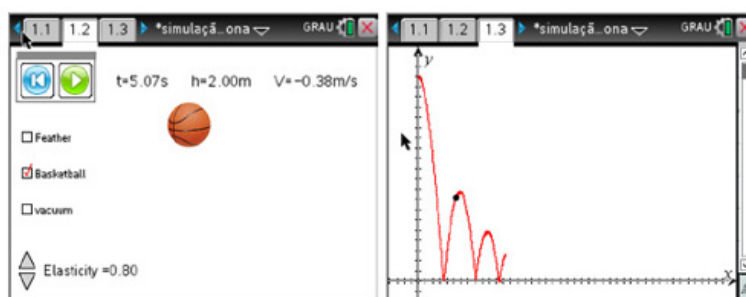 1.1 1.2 1.3 *simulaçã...ona GRAU
t=5.07s h=2.00m V=-0.38m/s
Feather
Basketball
vacuum
Elasticity =0.80
1.1 1.2 1.3 *simulaçã...ona GRAU
y
x